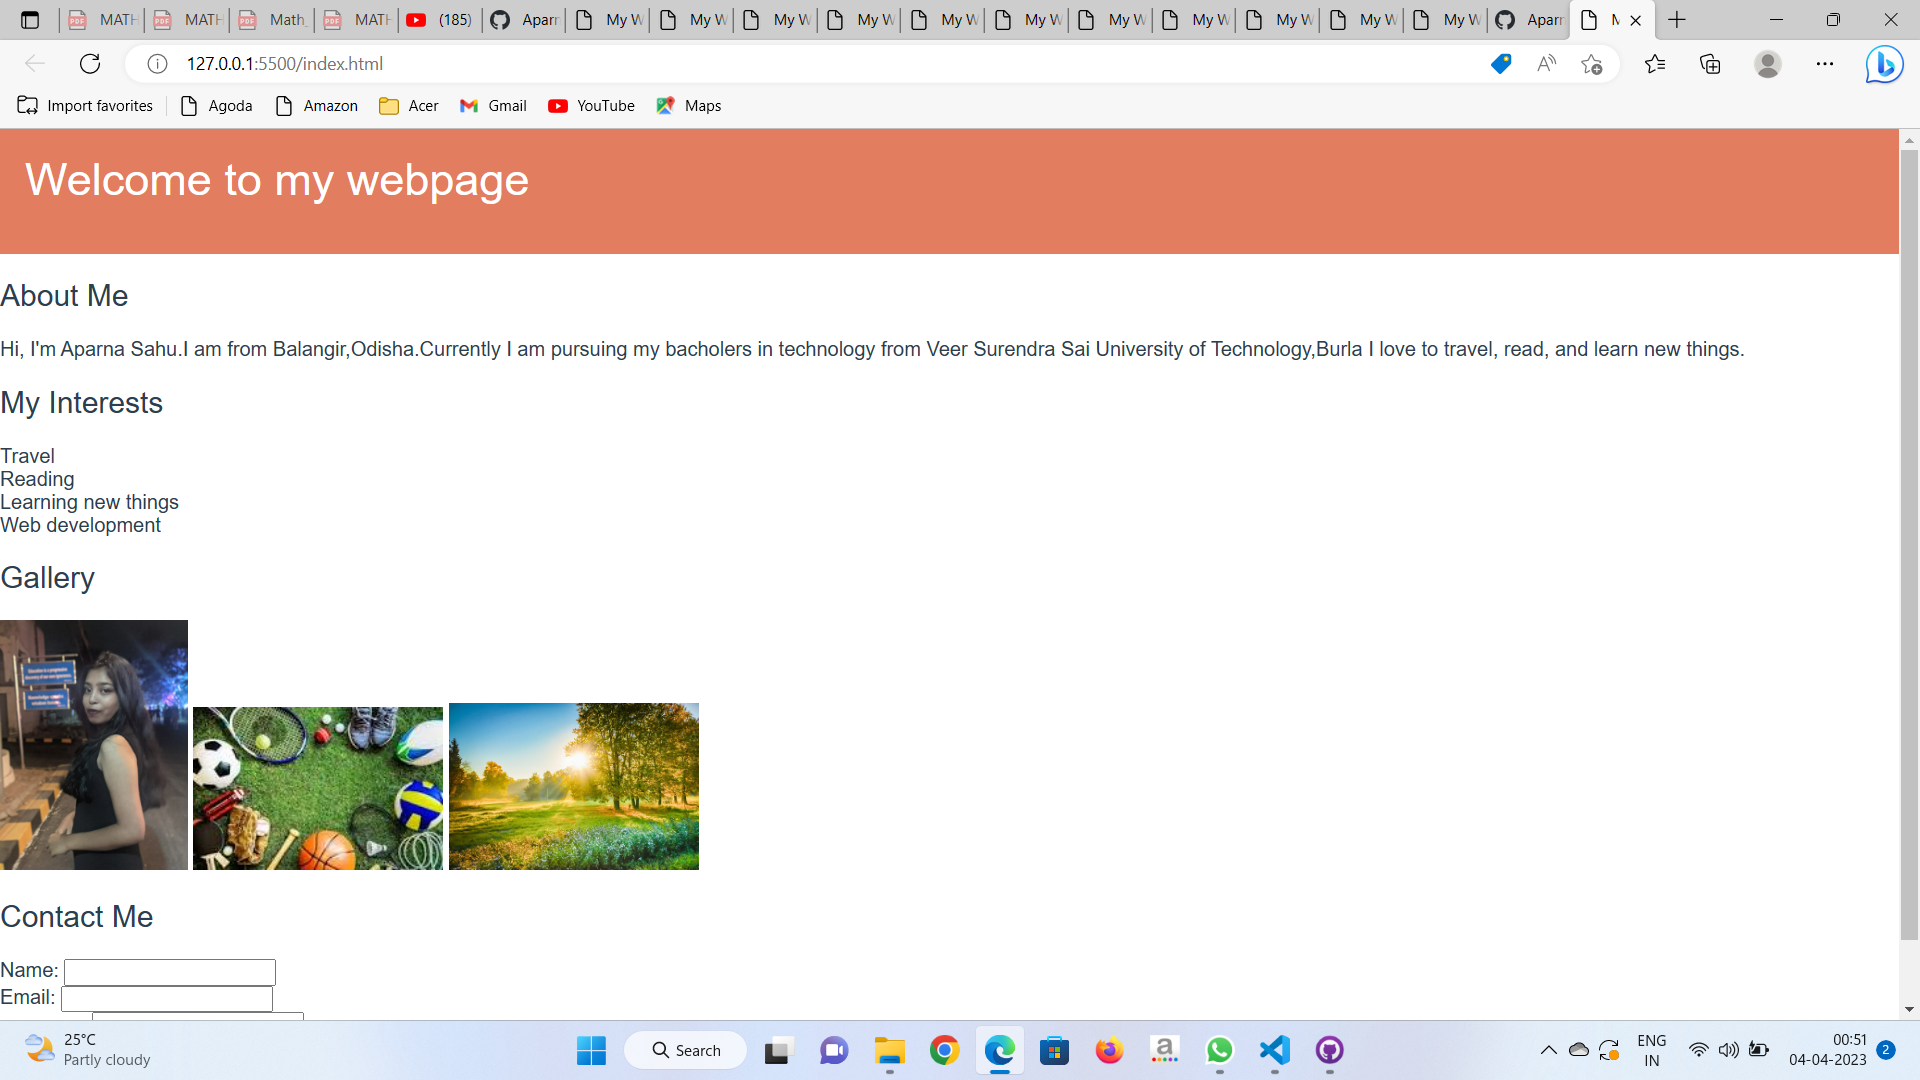 MATH
MATH
Math_
MATH
(185)
Aparn
My W
My W
My W
My W
My W
My W
My W
My W
My W
My W
My W
Aparn
M
127.0.0.1:5500/index.html
Import favorites
Agoda
Amazon
Acer
Gmail
YouTube
Maps
Welcome to my webpage
About Me
Hi, I'm Aparna Sahu.I am from Balangir,Odisha.Currently I am pursuing my bacholers in technology from Veer Surendra Sai University of Technology,Burla I love to travel, read, and learn new things.
My Interests
Travel
Reading
Learning new things
Web development
Gallery
Contact Me
Name:
Email:
25°C
Partly cloudy
Search
ENG
IN
00:51
04-04-2023
2